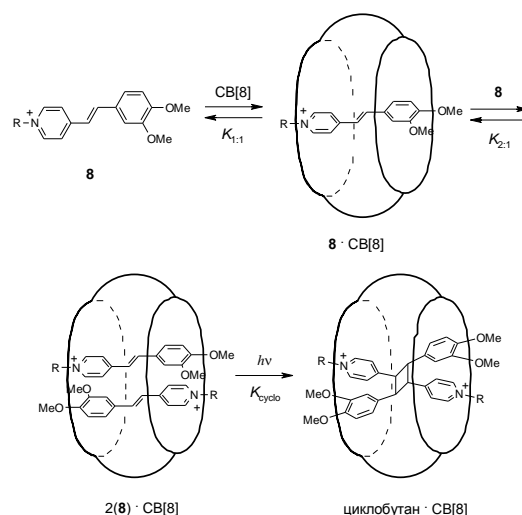 CB[8]
K1:1
8
K2:1
R
N
+
OMe
OMe
8
R
N
+
OMe
OMe
8 · CB[8]
R
N
+
OMe
OMe
MeO
MeO
N
+
R
hν
Kcyclo
R
N
+
OMe
OMe
MeO
MeO
N
+
R
2(8) · CB[8]
циклобутан · CB[8]